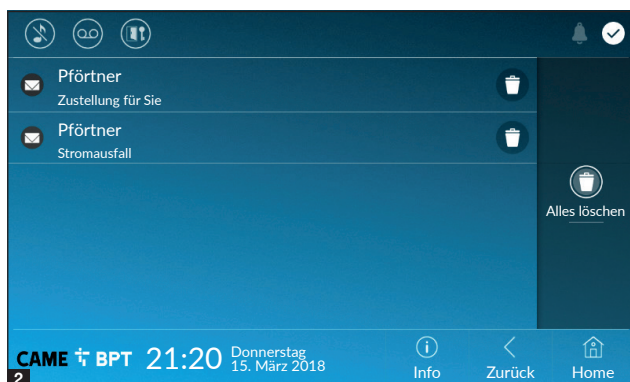 Pförtner
Zustellung für Sie
Pförtner
Stromausfall
Alles löschen
CAME BPT 21:20 Donnerstag
15. März 2018
Info Zurück Home
2